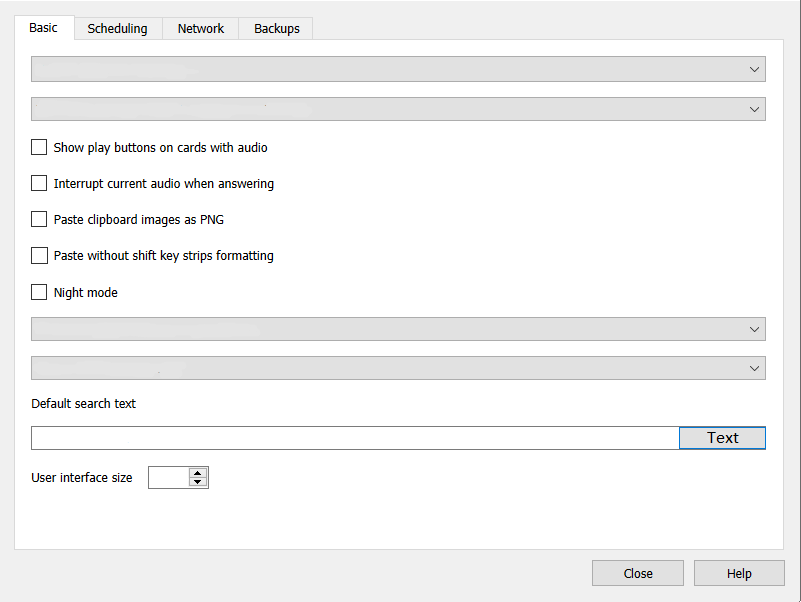 Basic Scheduling Network Backups
Show play buttons on cards with audio
Interrupt current audio when answering
Paste clipboard images as PNG
Paste without shift key strips formatting
Night mode
Default search text
Text
User interface size
Close Help